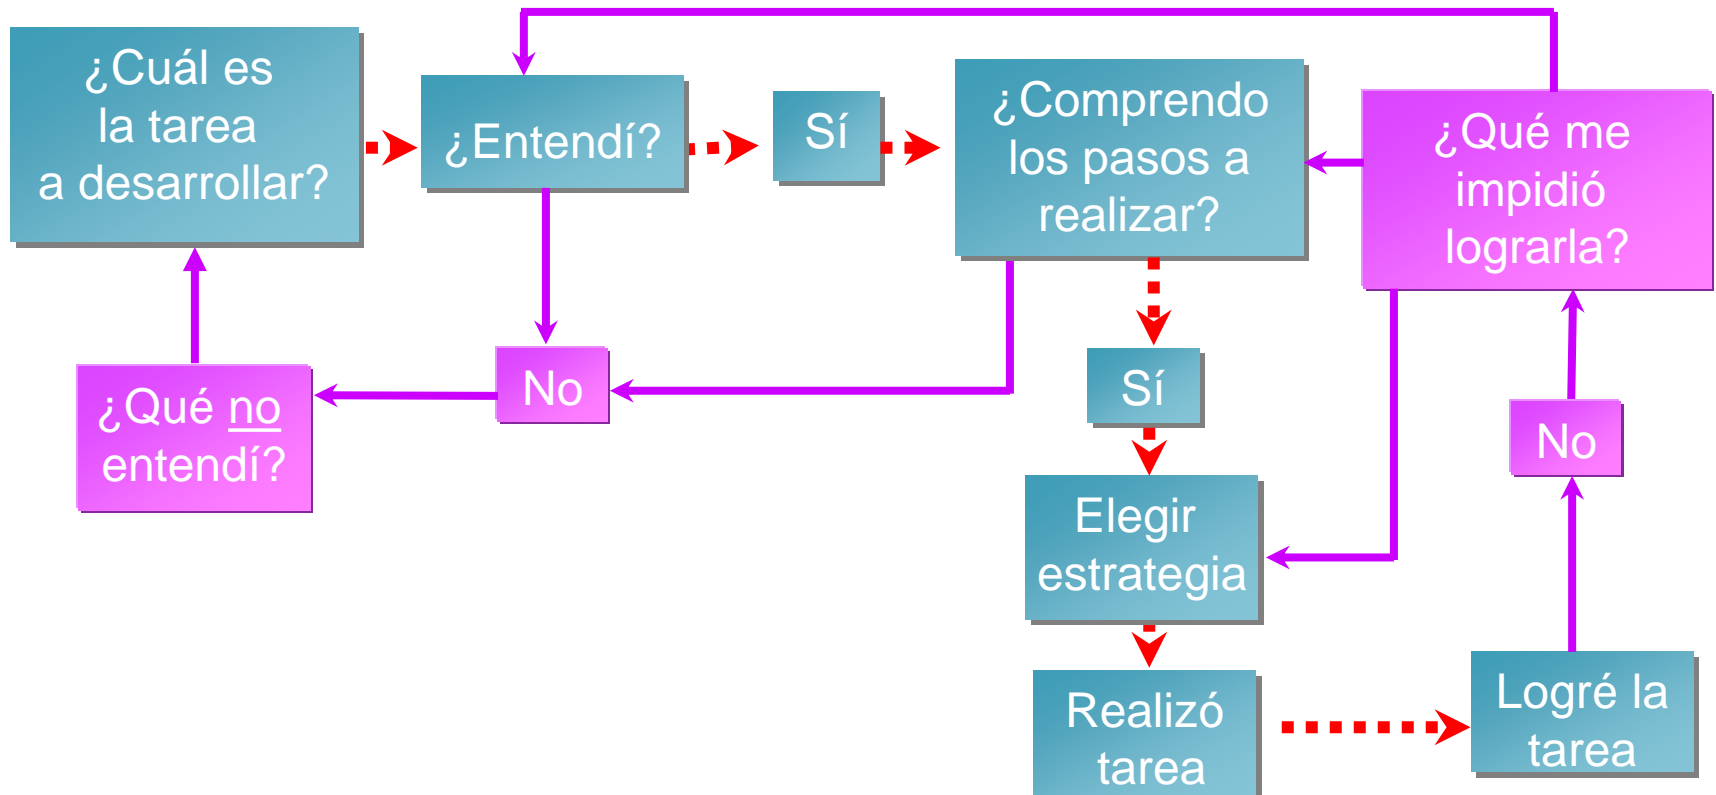 ¿Cuál es
la tarea
a desarrollar?
¿Entendí?
Sí
¿Comprendo
los pasos a
realizar?
¿Qué me
impidió
lograrla?
¿Qué no
entendí?
No
Sí
No
Elegir
estrategia
Realizó
tarea
Logré la
tarea